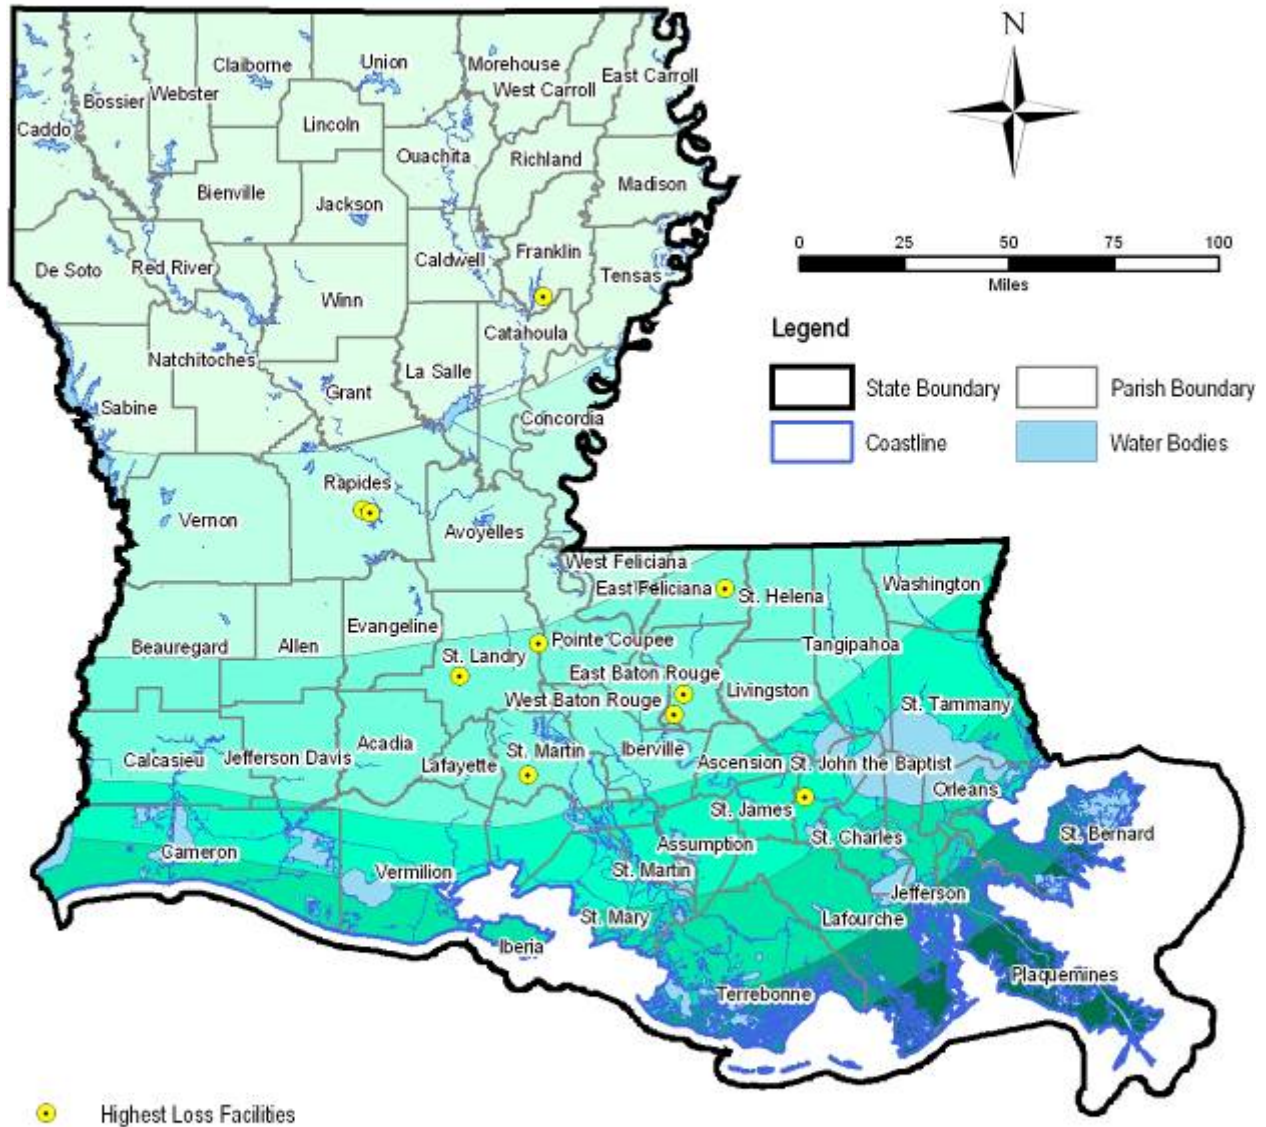 N
0 25 50 75 100
Miles
Legend
State Boundary
Parish Boundary
Coastline
Water Bodies
Claiborne
Union
Morehouse
East Carroll
Bossier
Webster
West Carroll
Caddo
Lincoln
Ouachita
Richland
Madison
Bienville
Jackson
De Soto
Red River
Caldwell
Franklin
Tensas
Winn
Catahoula
Natchitoches
La Salle
Grant
Sabine
Concordia
Rapides
Vernon
Avoyelles
West Feliciana
East Feliciana
St. Helena
Washington
Evangeline
Beauregard
Allen
Pointe Coupee
Tangipahoa
St. Landry
East Baton Rouge
West Baton Rouge
Livingston
St. Tammany
Calcasieu
Jefferson Davis
Acadia
Lafayette
St. Martin
Iberville
Ascension
St. John the Baptist
Orleans
St. James
St. Charles
St. Bernard
Cameron
Vermilion
Assumption
St. Martin
Jefferson
St. Mary
Lafourche
Iberia
Terrebonne
Plaquemines
Highest Loss Facilities